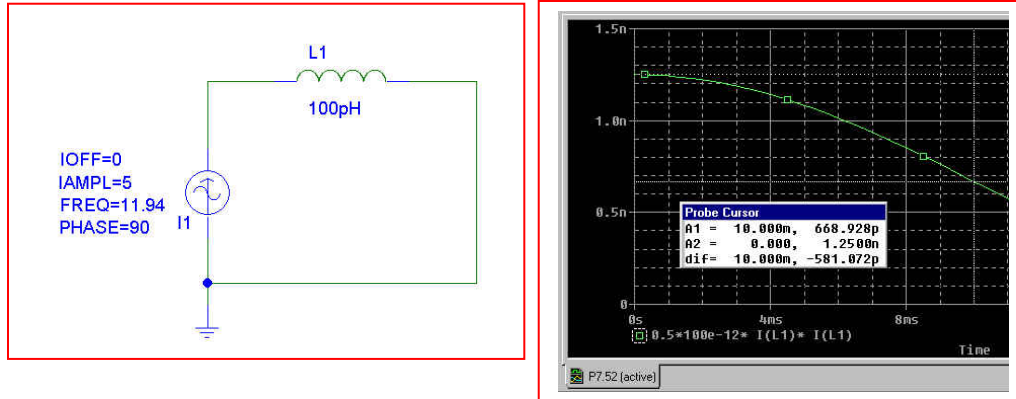 L1
100pH
IOFF=0
IAMPL=5
FREQ=11.94
PHASE=90
I1
1.5n
1.0n
0.5n
0
Probe Cursor
A1 = 10.000m, 668.928p
A2 = 0.000, 1.2500n
dif= 10.000m, -581.072p
0s 4ms 8ms
0.5*100e-12* I(L1)* I(L1)
Time
P7.52 (active)